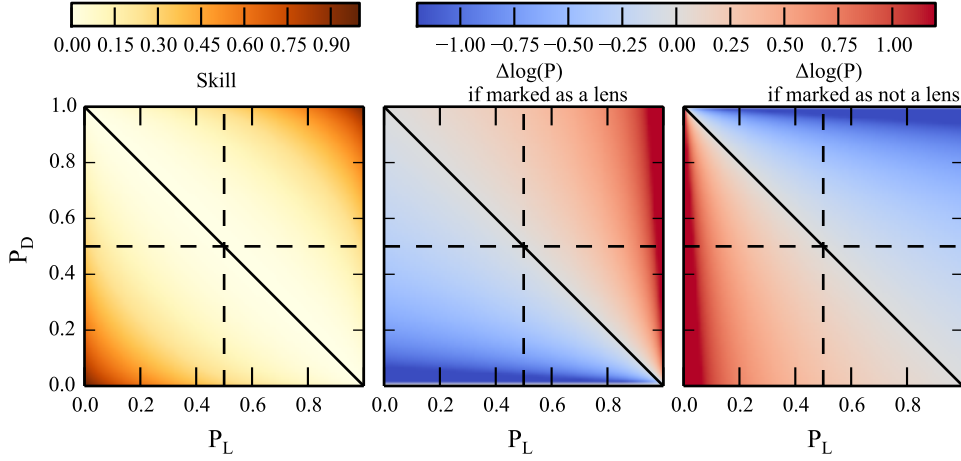 0.00 0.15 0.30 0.45 0.60 0.75 0.90
−1.00 −0.75 −0.50 −0.25 0.00 0.25 0.50 0.75 1.00
Skill
Δlog(P)
if marked as a lens
Δlog(P)
if marked as not a lens
P_D
1.0
0.8
0.6
0.4
0.2
0.0
0.0 0.2 0.4 0.6 0.8
0.0 0.2 0.4 0.6 0.8
0.0 0.2 0.4 0.6 0.8
P_L
P_L
P_L